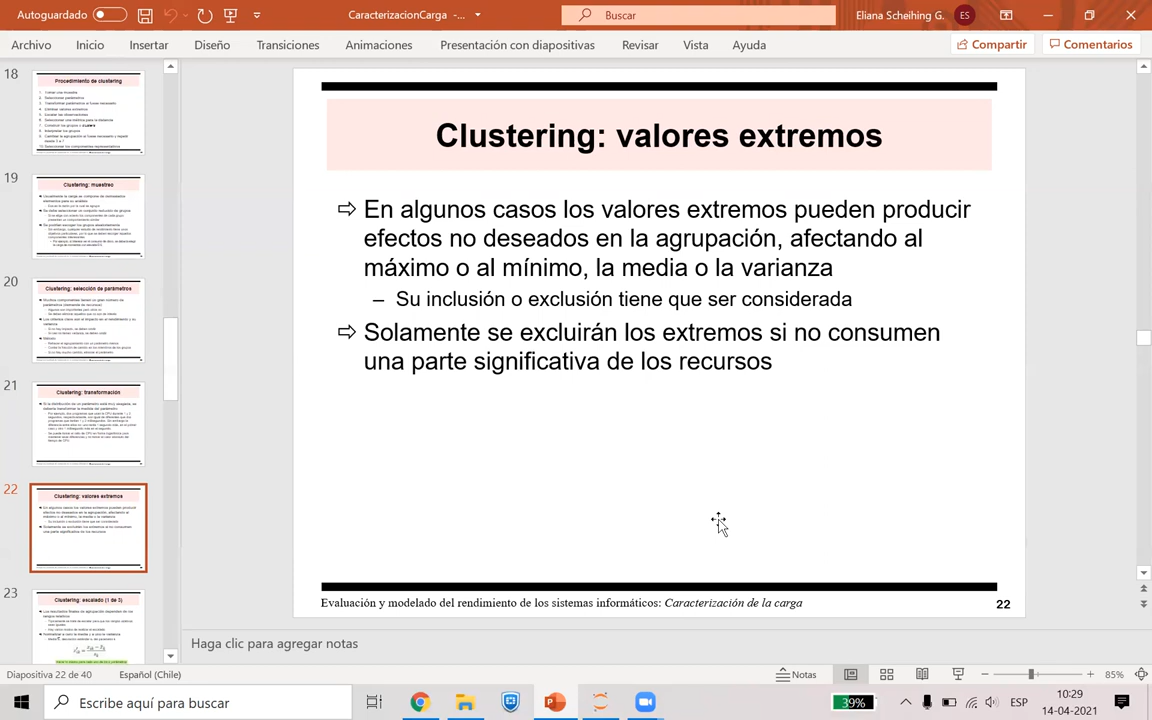 Autoguardado
CaracterizacionCarga -...
Buscar
Eliana Scheihing G.
ES
Archivo
Inicio
Insertar
Diseño
Transiciones
Animaciones
Presentación con diapositivas
Revisar
Vista
Ayuda
Compartir
Comentarios
18
Procedimiento de clustering
19
Clustering: muestreo
20
Clustering: selección de parámetros
21
Clustering: transformación
22
Clustering: valores extremos
23
Clustering: escalado (1 de 3)
Clustering: valores extremos
En algunos casos los valores extremos pueden producir
efectos no deseados en la agrupación, afectando al
máximo o al mínimo, la media o la varianza
– Su inclusión o exclusión tiene que ser considerada
Solamente se excluirán los extremos si no consumen
una parte significativa de los recursos
Evaluación y modelado del rendimiento de los sistemas informáticos: Caracterización de la carga
22
Haga clic para agregar notas
Diapositiva 22 de 40
Español (Chile)
Notas
85%
Escribe aquí para buscar
39%
ESP
10:29
14-04-2021